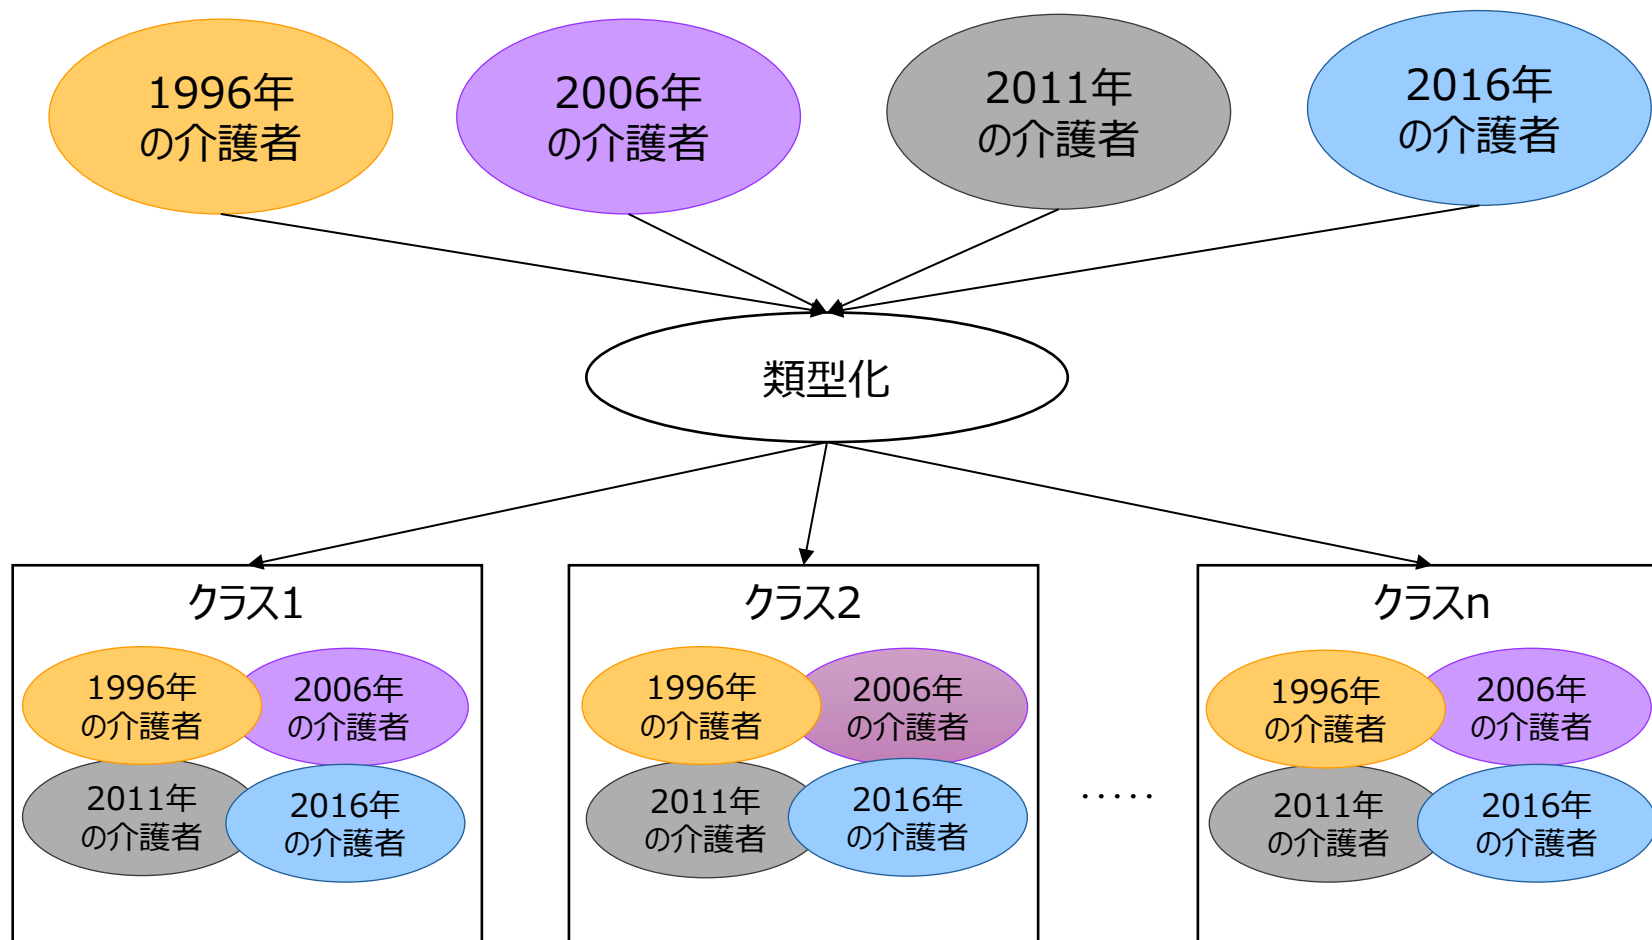 1996年
の介護者
2006年
の介護者
2011年
の介護者
2016年
の介護者
類型化
クラス1
1996年
の介護者
2006年
の介護者
2011年
の介護者
2016年
の介護者
クラス2
1996年
の介護者
2006年
の介護者
2011年
の介護者
2016年
の介護者
.....
クラスn
1996年
の介護者
2006年
の介護者
2011年
の介護者
2016年
の介護者